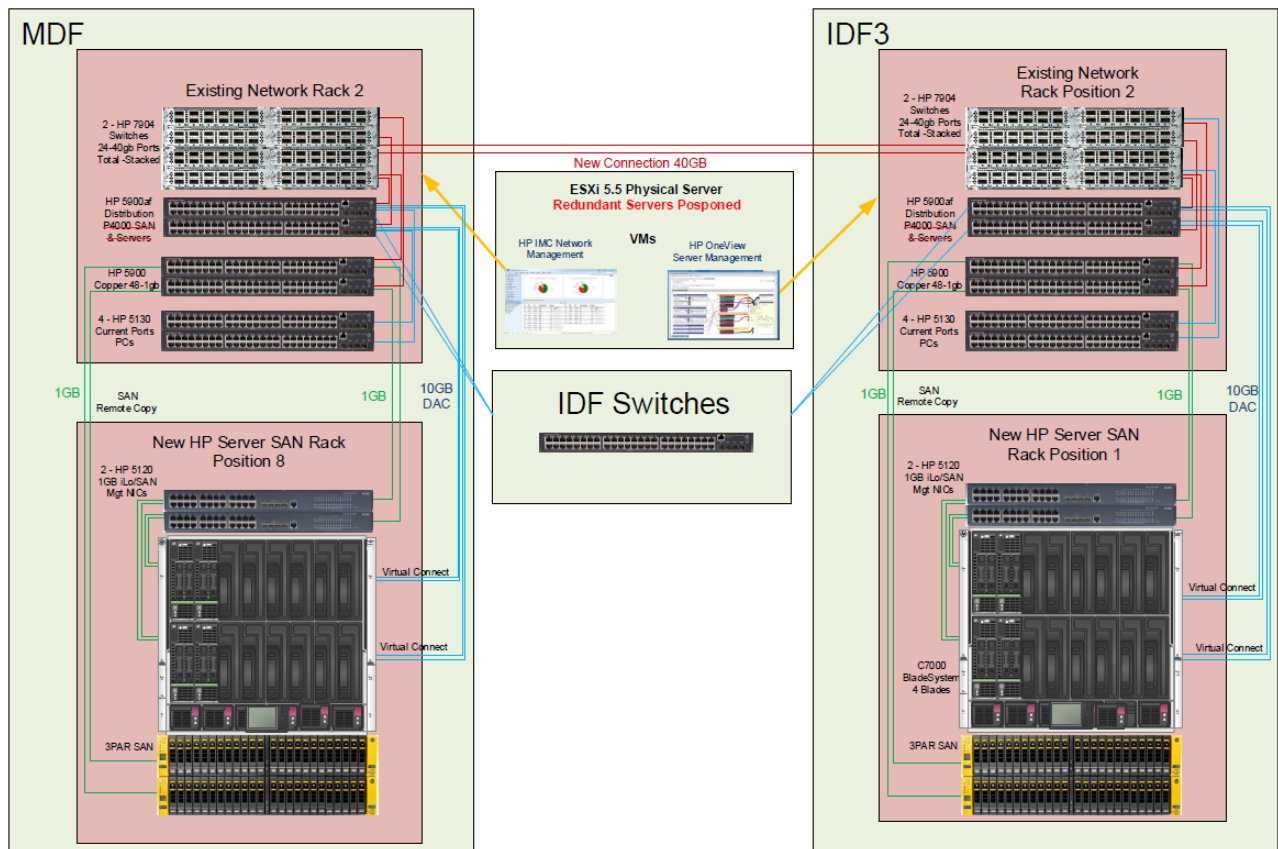 MDF
Existing Network Rack 2
2 - HP 7904
Switches
24-40gb Ports
Total -Stacked
HP 5900af
Distribution
P4000 SAN
& Servers
HP 5900
Copper 48-1gb
4 - HP 5130
Current Ports
PCs
1GB
SAN
Remote Copy
1GB
10GB
DAC
New HP Server SAN Rack
Position 8
2 - HP 5120
1GB iLo/SAN
Mgt NICs
Virtual Connect
Virtual Connect
3PAR SAN
New Connection 40GB
ESXi 5.5 Physical Server
Redundant Servers Posponed
VMs
HP IMC Network
Management
HP OneView
Server Management
IDF Switches
IDF3
Existing Network
Rack Position 2
2 - HP 7904
Switches
24-40gb Ports
Total -Stacked
HP 5900af
Distribution
P4000 SAN
& Servers
HP 5900
Copper 48-1gb
4 - HP 5130
Current Ports
PCs
1GB
SAN
Remote Copy
1GB
10GB
DAC
New HP Server SAN
Rack Position 1
2 - HP 5120
1GB iLo/SAN
Mgt NICs
Virtual Connect
Virtual Connect
C7000
BladeSystem
4 Blades
3PAR SAN